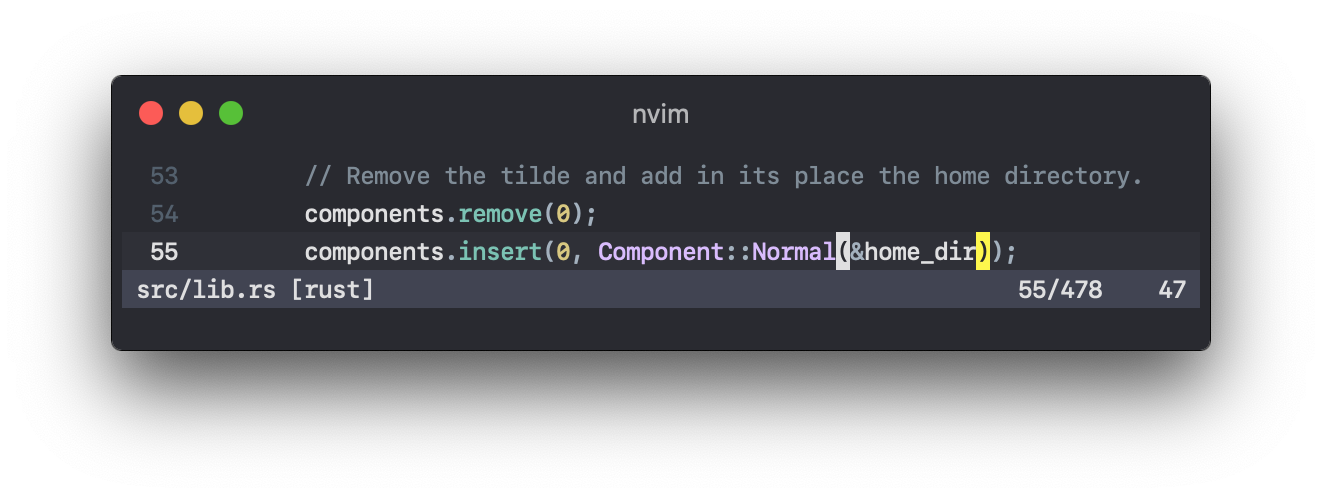 nvim
53 // Remove the tilde and add in its place the home directory.
54 components.remove(0);
55 components.insert(0, Component::Normal(&home_dir));
src/lib.rs [rust] 55/478 47